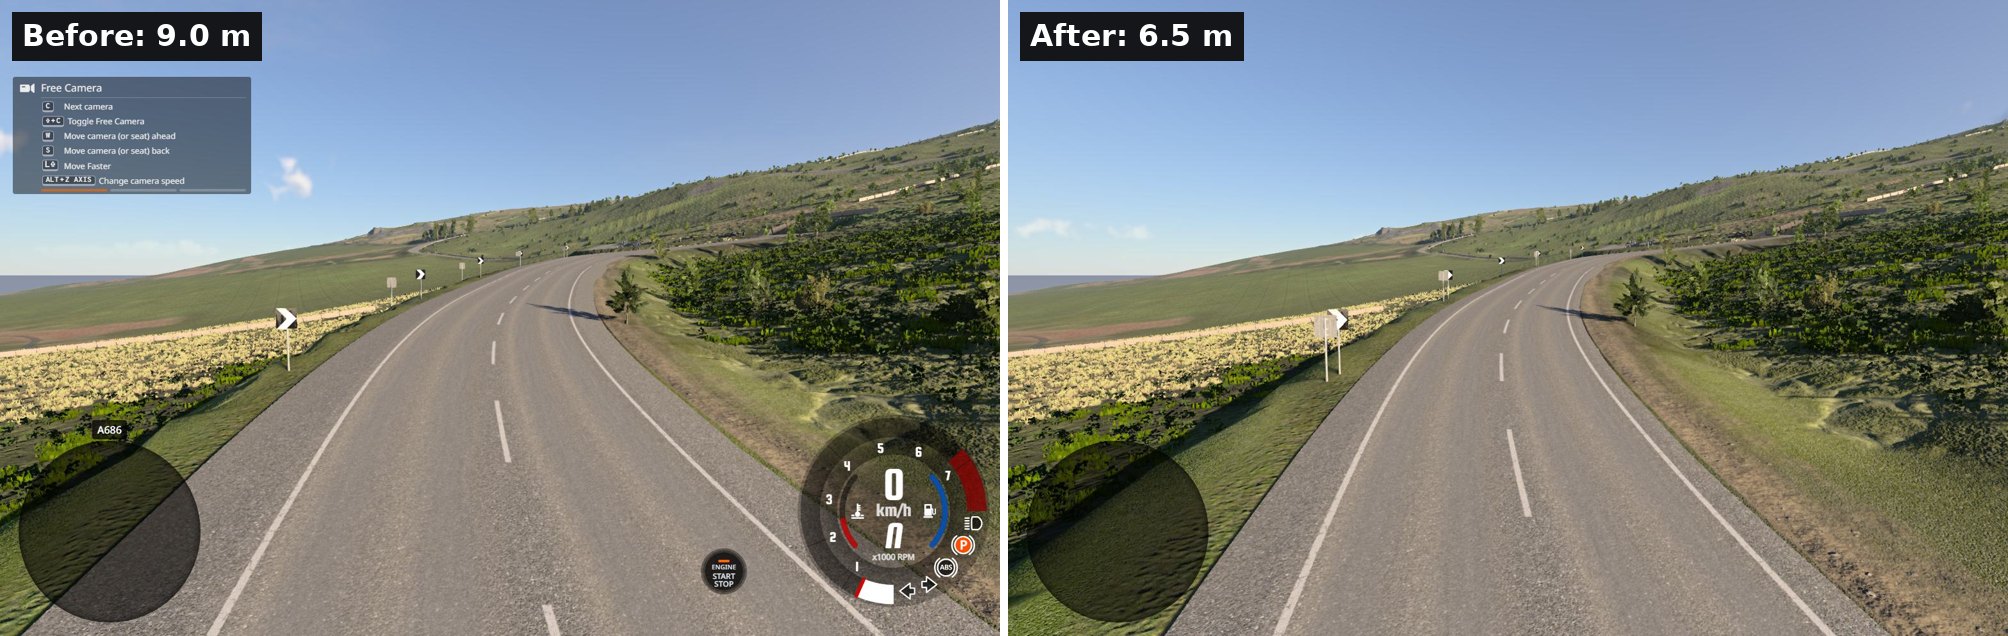 Before: 9.0 m
After: 6.5 m
Free Camera
C Next camera
⇧+C Toggle Free Camera
W Move camera (or seat) ahead
S Move camera (or seat) back
L⇧ Move Faster
ALT+Z AXIS Change camera speed
A686
1 2 3 4 5 6 7
0
km/h
n
x1000 RPM
P
ABS
ENGINE
START
STOP